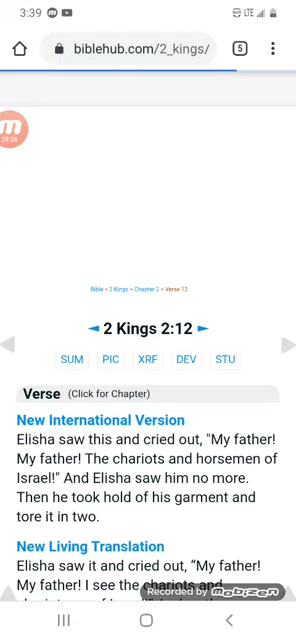 3:39 LTE
biblehub.com/2_kings/ 5
28:26
Bible > 2 Kings > Chapter 2 > Verse 12
◄ 2 Kings 2:12 ►
SUM PIC XRF DEV STU
Verse (Click for Chapter)
New International Version
Elisha saw this and cried out, "My father!
My father! The chariots and horsemen of
Israel!" And Elisha saw him no more.
Then he took hold of his garment and
tore it in two.
New Living Translation
Elisha saw it and cried out, “My father!
My father! I see the chariots and
Recorded by mobizen